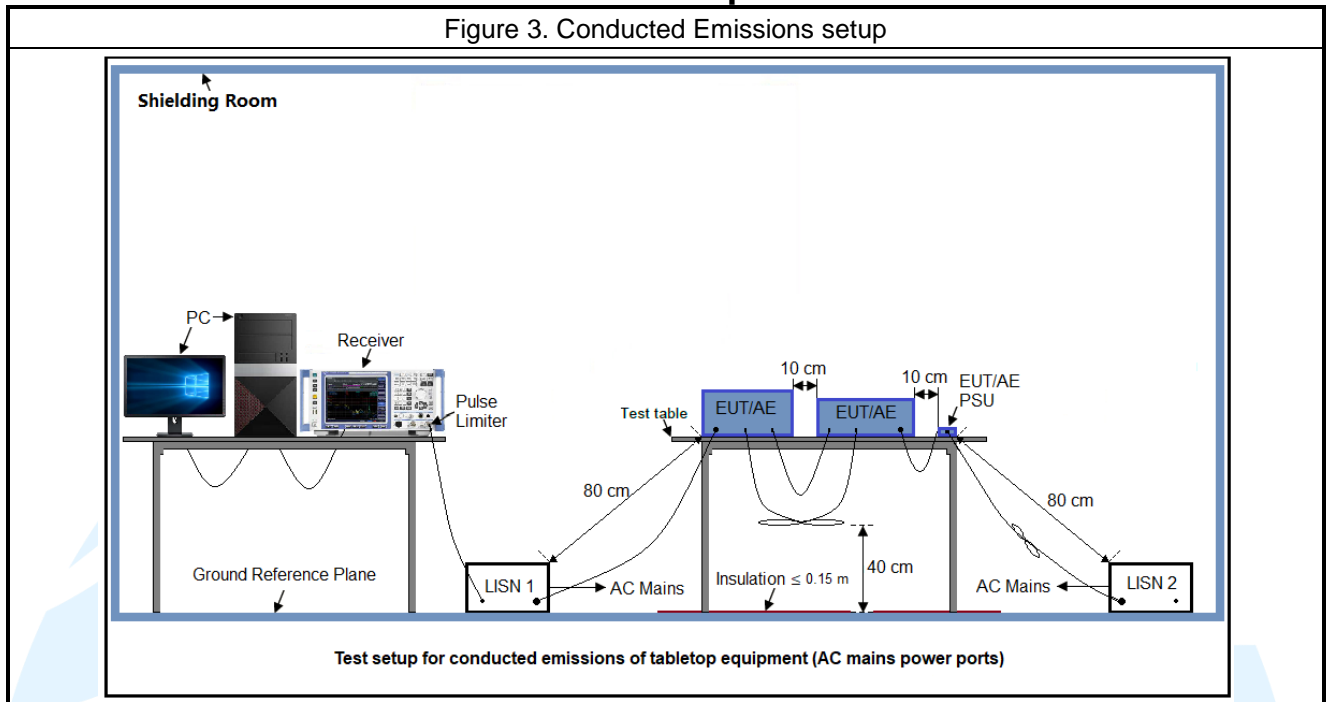 Figure 3. Conducted Emissions setup
Shielding Room
PC
Receiver
Pulse
Limiter
Test table
EUT/AE
10 cm
EUT/AE
10 cm
EUT/AE
PSU
80 cm
80 cm
40 cm
Ground Reference Plane
LISN 1
AC Mains
Insulation ≤ 0.15 m
AC Mains
LISN 2
Test setup for conducted emissions of tabletop equipment (AC mains power ports)